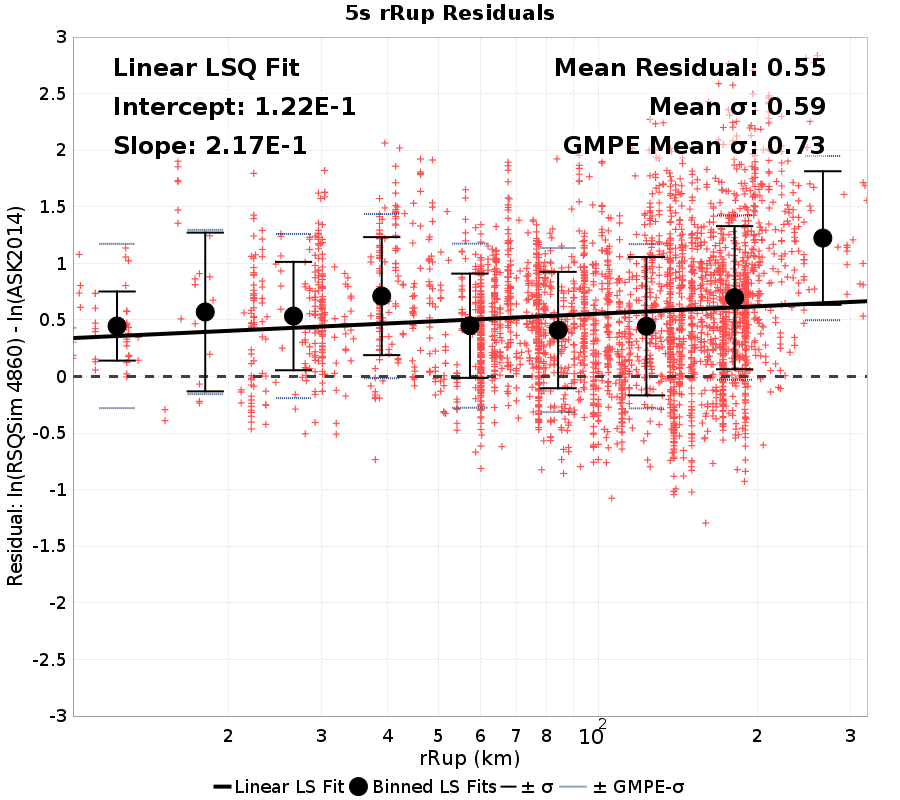 5s rRup Residuals
Linear LSQ Fit
Intercept: 1.22E-1
Slope: 2.17E-1
Mean Residual: 0.55
Mean σ: 0.59
GMPE Mean σ: 0.73
Residual: ln(RSQSim 4860) - ln(ASK2014)
3
2.5
2
1.5
1
0.5
0
-0.5
-1
-1.5
-2
-2.5
-3
2 3 4 5 6 7 8 10² 2 3
rRup (km)
Linear LS Fit Binned LS Fits ± σ ± GMPE-σ